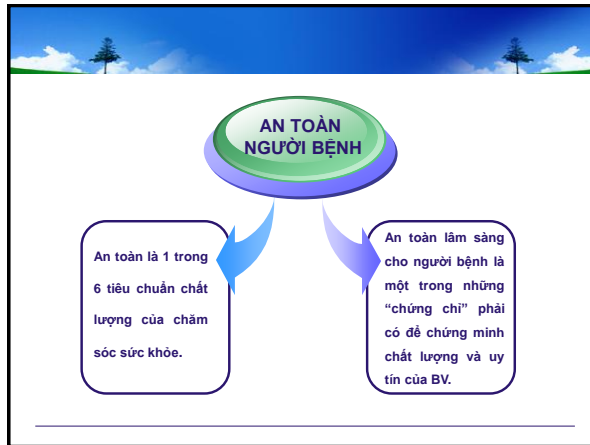 AN TOÀN
NGƯỜI BỆNH
An toàn là 1 trong
6 tiêu chuẩn chất
lượng của chăm
sóc sức khỏe.
An toàn lâm sàng
cho người bệnh là
một trong những
“chứng chỉ” phải
có để chứng minh
chất lượng và uy
tín của BV.